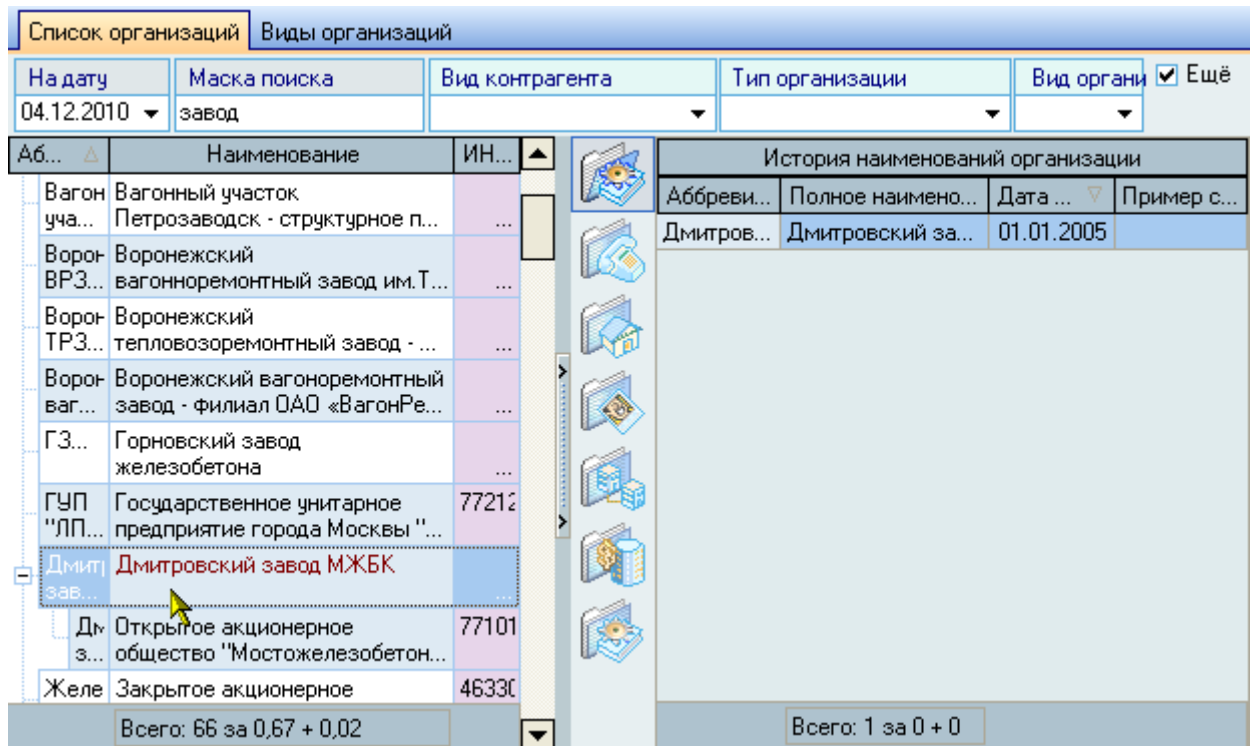 Список организаций Виды организаций
На дату Маска поиска Вид контрагента Тип организации Вид органи Ещё
04.12.2010 завод
Аб... Наименование ИН... История наименований организации
Аббреви... Полное наимено... Дата ... Пример с...
Дмитров... Дмитровский за... 01.01.2005
Вагон Вагонный участок
уча... Петрозаводск - структурное п... ...
Ворон Воронежский
ВРЗ... вагонноремонтный завод им.Т... ...
Ворон Воронежский
ТРЗ... тепловозоремонтный завод - ... ...
Ворон Воронежский вагоноремонтный
ваг... завод - филиал ОАО «ВагонРе... ...
ГЗ... Горновский завод
железобетона ...
ГУП Государственное унитарное 77212
"ЛП... предприятие города Москвы "...
Дмит Дмитровский завод МЖБК
зав... ...
Дм Открытое акционерное 77101
з... общество "Мостожелезобетон...
Желе Закрытое акционерное 46330
Всего: 66 за 0,67 + 0,02 Всего: 1 за 0 + 0